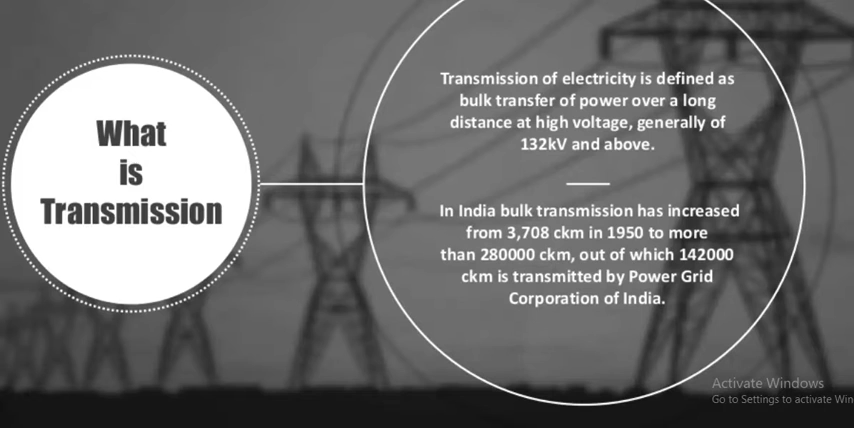 What
is
Transmission
Transmission of electricity is defined as
bulk transfer of power over a long
distance at high voltage, generally of
132kV and above.
In India bulk transmission has increased
from 3,708 ckm in 1950 to more
than 280000 ckm, out of which 142000
ckm is transmitted by Power Grid
Corporation of India.
Activate Windows
Go to Settings to activate Win